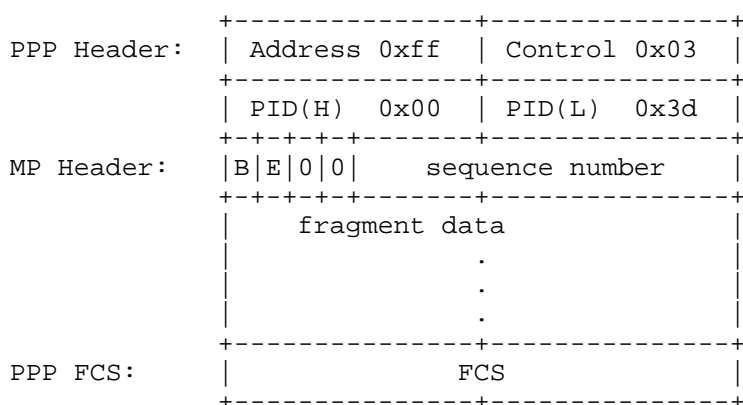 +---------------+---------------+
PPP Header:   | Address 0xff  | Control 0x03  |
              +---------------+---------------+
              | PID(H)  0x00  | PID(L)  0x3d  |
              +-+-+-+-+-------+---------------+
MP Header:    |B|E|0|0|    sequence number    |
              +-+-+-+-+-------+---------------+
              |    fragment data              |
              |               .               |
              |               .               |
              |               .               |
              +---------------+---------------+
PPP FCS:      |              FCS              |
              +---------------+---------------+